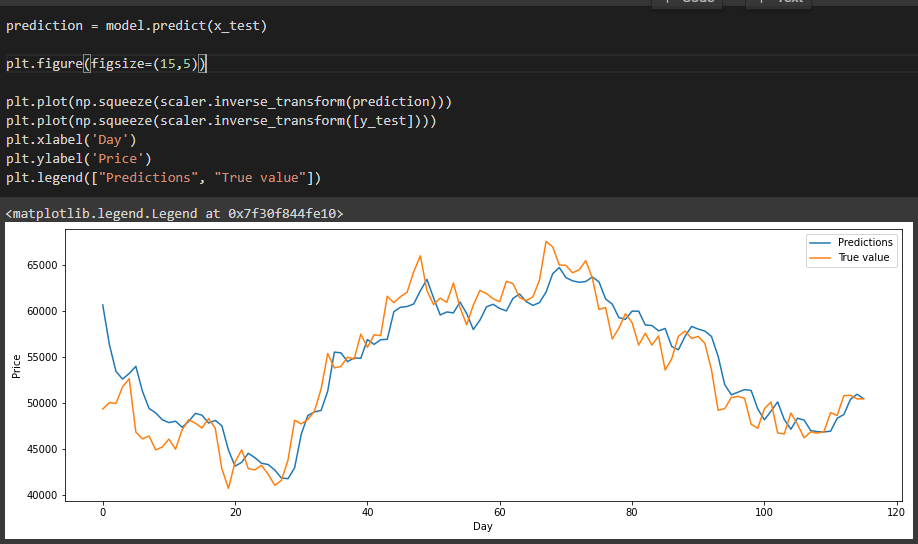 + Code + Text
prediction = model.predict(x_test)
plt.figure(figsize=(15,5))
plt.plot(np.squeeze(scaler.inverse_transform(prediction)))
plt.plot(np.squeeze(scaler.inverse_transform([y_test])))
plt.xlabel('Day')
plt.ylabel('Price')
plt.legend(["Predictions", "True value"])
<matplotlib.legend.Legend at 0x7f30f844fe10>
Predictions
True value
65000
60000
55000
50000
45000
40000
Price
0 20 40 60 80 100 120
Day